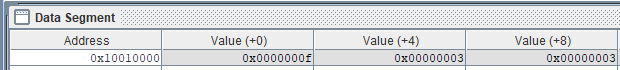 Data Segment
Address Value (+0) Value (+4) Value (+8)
0x10010000 0x0000000f 0x00000003 0x00000003